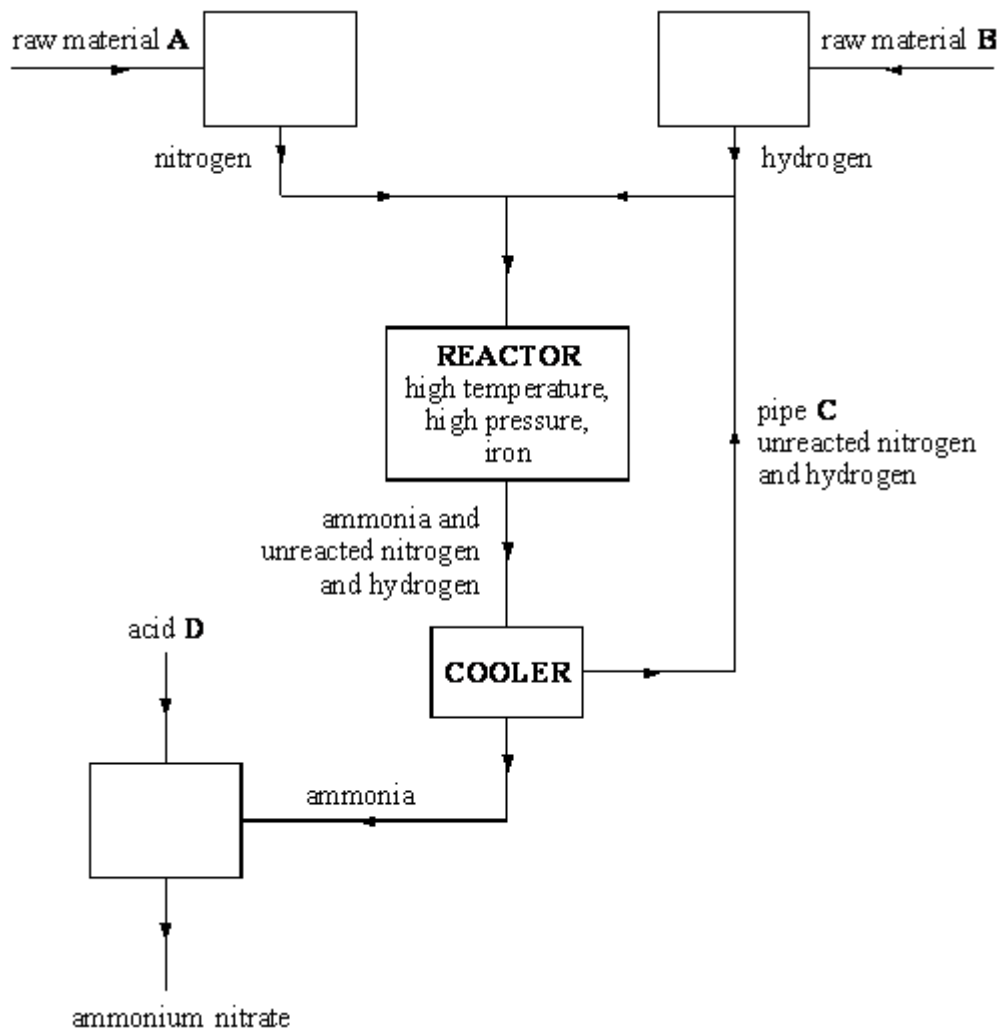 raw material A
raw material B
nitrogen
hydrogen
REACTOR
high temperature,
high pressure,
iron
pipe C
unreacted nitrogen
and hydrogen
ammonia and
unreacted nitrogen
and hydrogen
acid D
COOLER
ammonia
ammonium nitrate